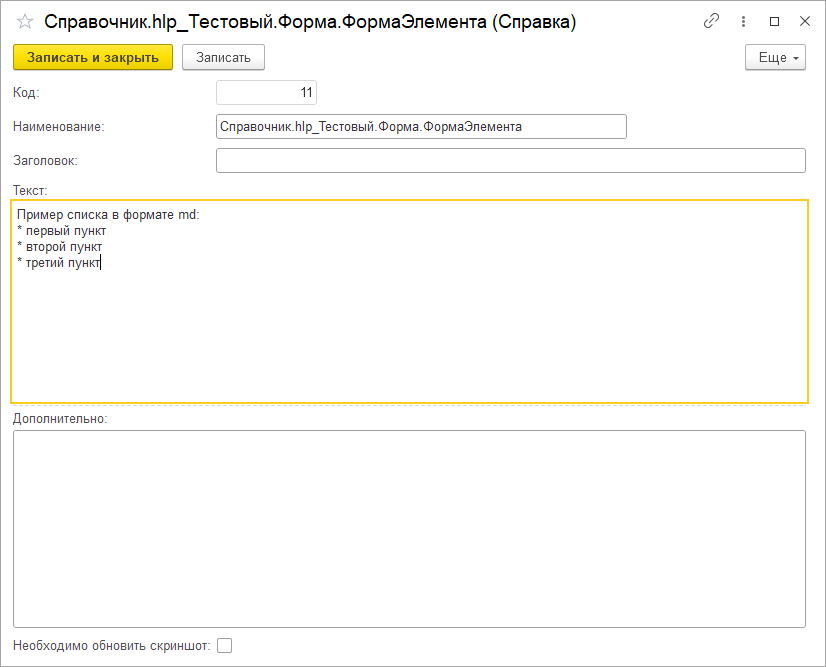 Справочник.hlp_Тестовый.Форма.ФормаЭлемента (Справка)
Записать и закрыть Записать Еще
Код: 11
Наименование: Справочник.hlp_Тестовый.Форма.ФормаЭлемента
Заголовок:
Текст:
Пример списка в формате md:
* первый пункт
* второй пункт
* третий пункт
Дополнительно:
Необходимо обновить скриншот: